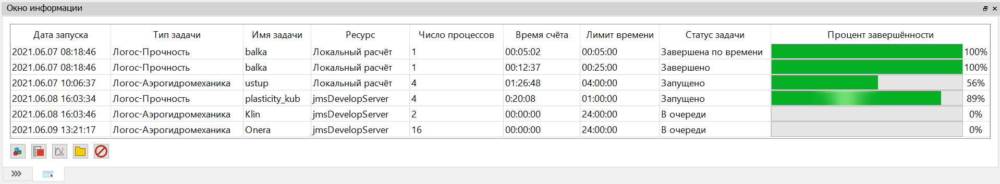 Окно информации
Дата запуска Тип задачи Имя задачи Ресурс Число процессов Время счёта Лимит времени Статус задачи Процент завершённости
2021.06.07 08:18:46 Логос-Прочность balka Локальный расчёт 1 00:05:02 00:05:00 Завершена по времени 100%
2021.06.07 08:18:46 Логос-Прочность balka Локальный расчёт 1 00:12:37 00:25:00 Завершено 100%
2021.06.07 10:06:37 Логос-Аэрогидромеханика ustup Локальный расчёт 4 01:26:48 04:00:00 Запущено 56%
2021.06.08 16:03:34 Логос-Прочность plasticity_kub jmsDevelopServer 4 0:20:08 01:00:00 Запущено 89%
2021.06.08 16:03:46 Логос-Аэрогидромеханика Klin jmsDevelopServer 2 00:00:00 24:00:00 В очереди 0%
2021.06.09 13:21:17 Логос-Аэрогидромеханика Onera jmsDevelopServer 16 00:00:00 24:00:00 В очереди 0%